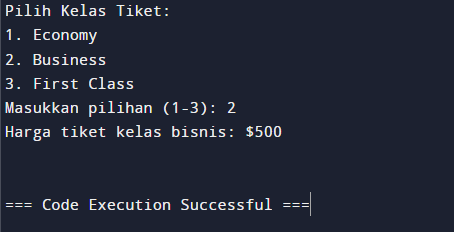 Pilih Kelas Tiket:
1. Economy
2. Business
3. First Class
Masukkan pilihan (1-3): 2
Harga tiket kelas bisnis: $500
=== Code Execution Successful ===